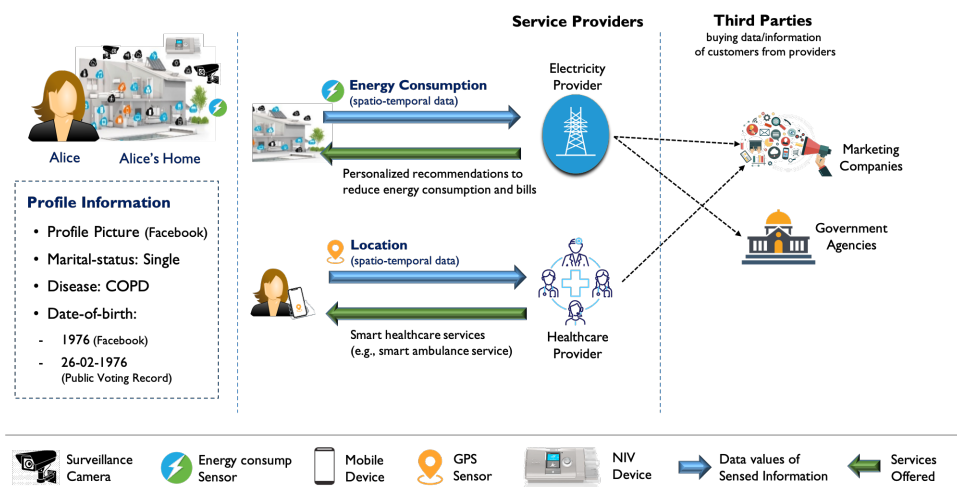 Service Providers
Third Parties
buying data/information
of customers from providers
Alice
Alice's Home
Profile Information
• Profile Picture (Facebook)
• Marital-status: Single
• Disease: COPD
• Date-of-birth:
- 1976 (Facebook)
- 26-02-1976
(Public Voting Record)
Energy Consumption
(spatio-temporal data)
Personalized recommendations to
reduce energy consumption and bills
Electricity
Provider
Location
(spatio-temporal data)
Smart healthcare services
(e.g., smart ambulance service)
Healthcare
Provider
Marketing
Companies
Government
Agencies
Surveillance
Camera
Energy consump
Sensor
Mobile
Device
GPS
Sensor
NIV
Device
Data values of
Sensed Information
Services
Offered